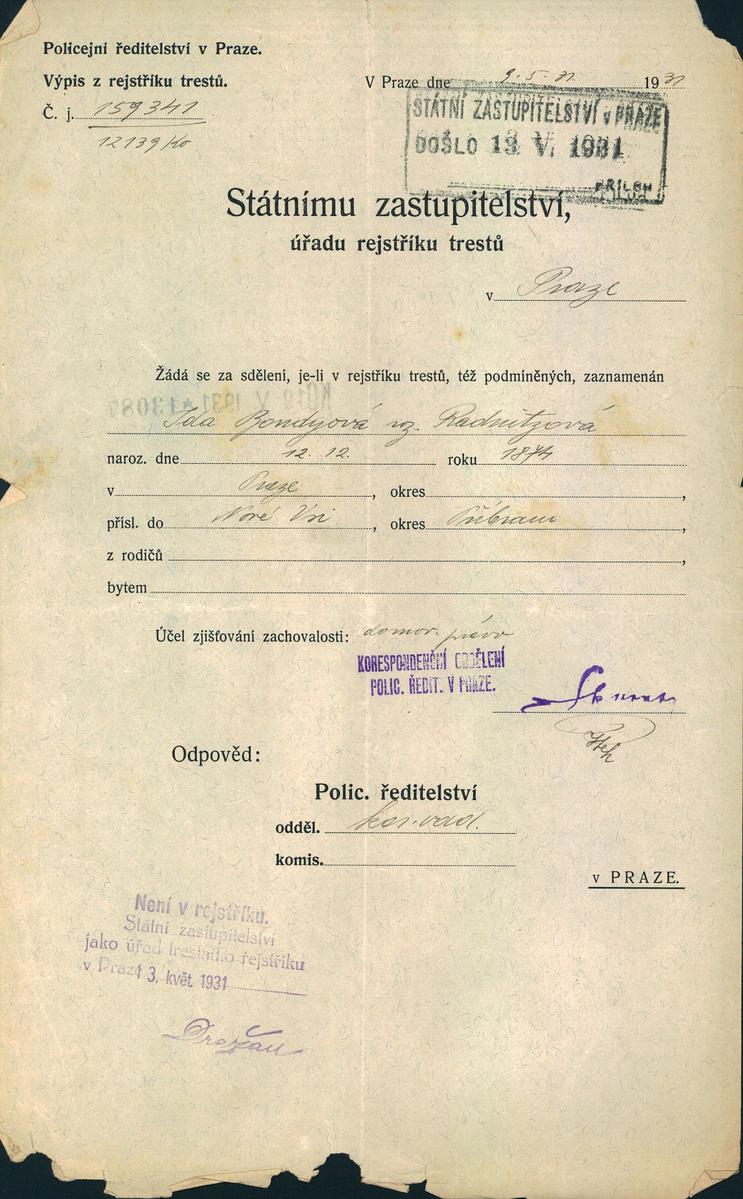 Policejní ředitelství v Praze.
Výpis z rejstříku trestů.
V Praze dne 9. 5. 31 1931
Č. j. 159341
12139 Ko
STÁTNÍ ZASTUPITELSTVÍ v PRAZE
DOŠLO 13 V. 1931
PŘÍLOH
Státnímu zastupitelství,
úřadu rejstříku trestů
v Praze
Žádá se za sdělení, je-li v rejstříku trestů, též podmíněných, zaznamenán
Ida Bondyová roz. Radnitzová
naroz. dne 12. 12. roku 1874
v Praze, okres,
přísl. do Nové Vsi, okres Příbram
z rodičů,
bytem
Účel zjišťování zachovalosti: domov. právo
KORESPONDENČNÍ ODDĚLENÍ
POLIC. ŘEDIT. V PRAZE.
Odpověd:
Polic. ředitelství
odděl.
komis.
v PRAZE.
Není v rejstříku.
Státní zastupitelství
jako úřad trestního rejstříku
v Praze 13. květ 1931